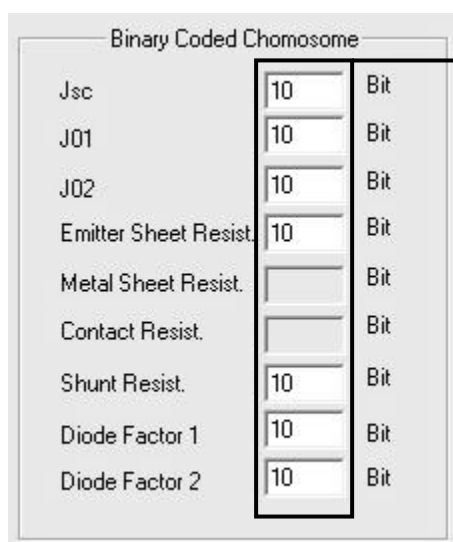 Binary Coded Chomosome
Jsc 10 Bit
J01 10 Bit
J02 10 Bit
Emitter Sheet Resist. 10 Bit
Metal Sheet Resist. Bit
Contact Resist. Bit
Shunt Resist. 10 Bit
Diode Factor 1 10 Bit
Diode Factor 2 10 Bit